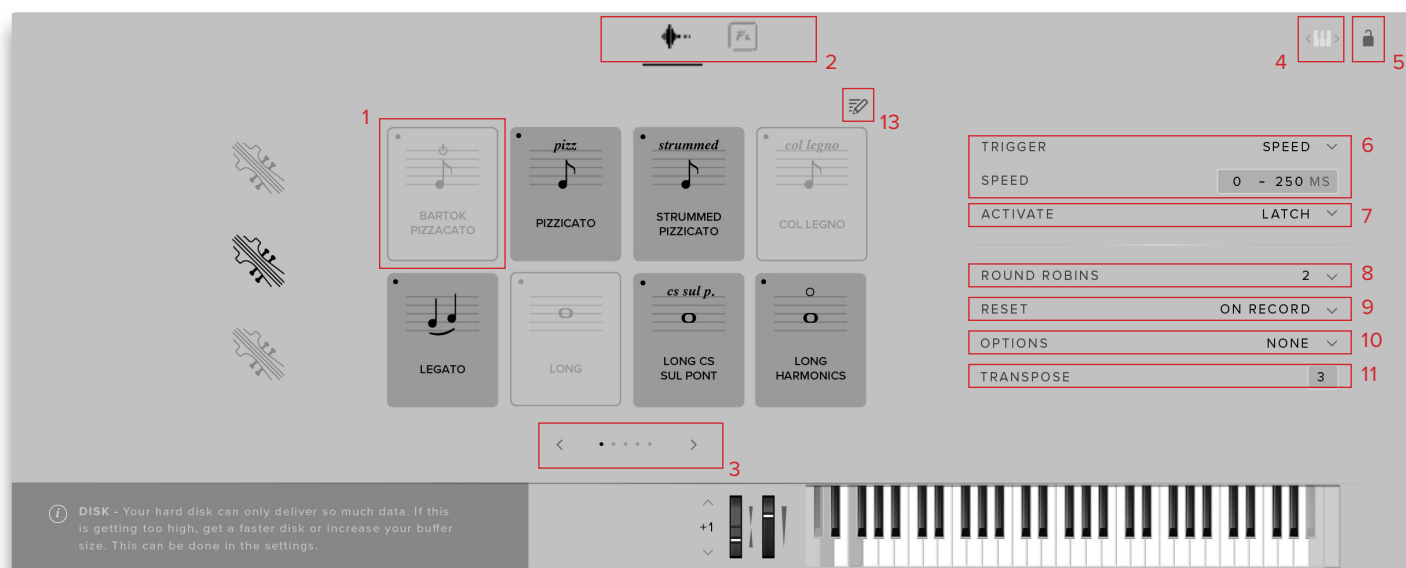 2
4
5
13
1
BARTOK
PIZZACATO
pizz
PIZZICATO
strummed
STRUMMED
PIZZICATO
col legno
COL LEGNO
LEGATO
LONG
cs sul p.
LONG CS
SUL PONT
LONG
HARMONICS
3
TRIGGER SPEED 6
SPEED 0 - 250 MS
ACTIVATE LATCH 7
ROUND ROBINS 2 8
RESET ON RECORD 9
OPTIONS NONE 10
TRANSPOSE 3 11
i DISK - Your hard disk can only deliver so much data. If this
is getting too high, get a faster disk or increase your buffer
size. This can be done in the settings.
+1